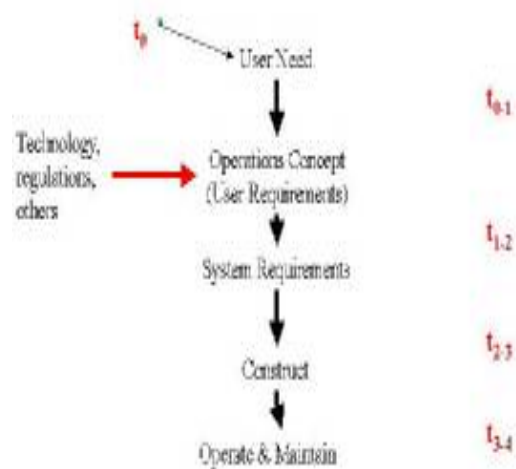 t0
User Need
t0-1
Technology,
regulations,
others
Operations Concept
(User Requirements)
t1-2
System Requirements
t2-3
Construct
t3-4
Operate & Maintain